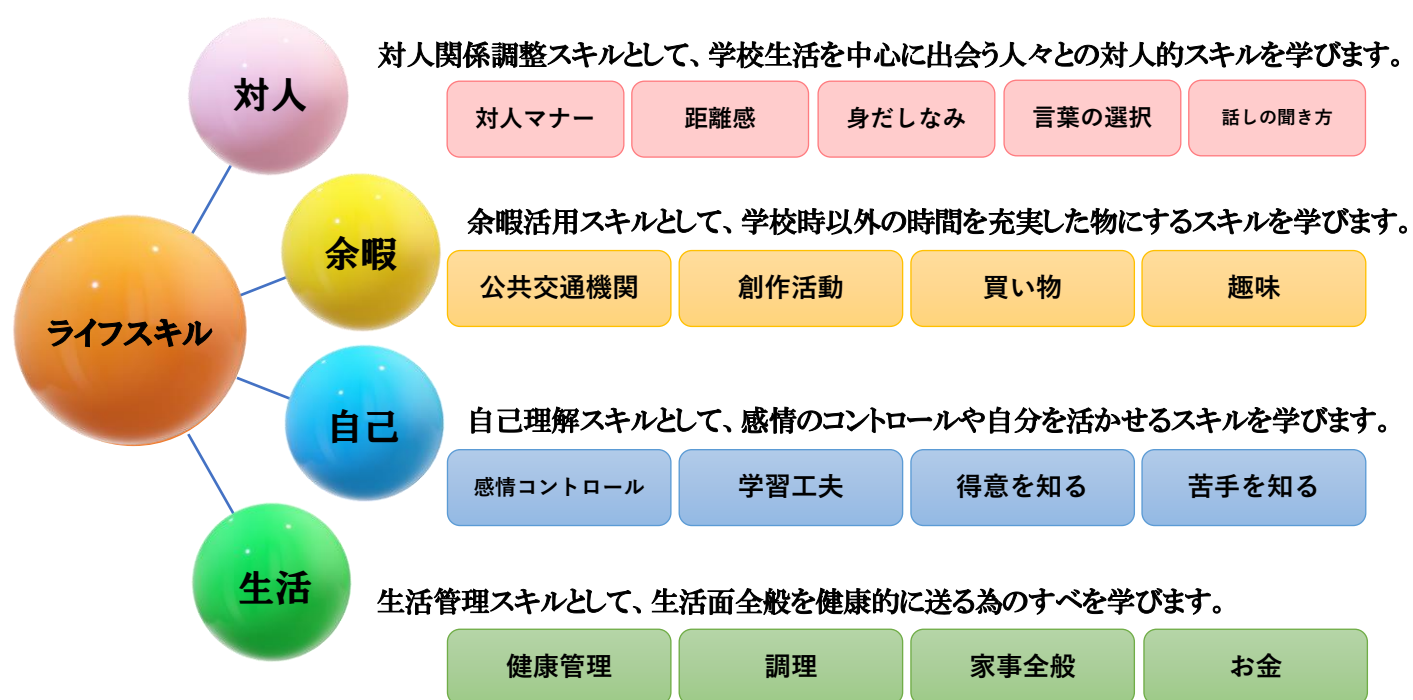 対人
対人関係調整スキルとして、学校生活を中心に出会う人々との対人的スキルを学びます。
対人マナー
距離感
身だしなみ
言葉の選択
話しの聞き方
余暇
余暇活用スキルとして、学校時以外の時間を充実した物にするスキルを学びます。
公共交通機関
創作活動
買い物
趣味
ライフスキル
自己
自己理解スキルとして、感情のコントロールや自分を活かせるスキルを学びます。
感情コントロール
学習工夫
得意を知る
苦手を知る
生活
生活管理スキルとして、生活面全般を健康的に送る為のすべを学びます。
健康管理
調理
家事全般
お金